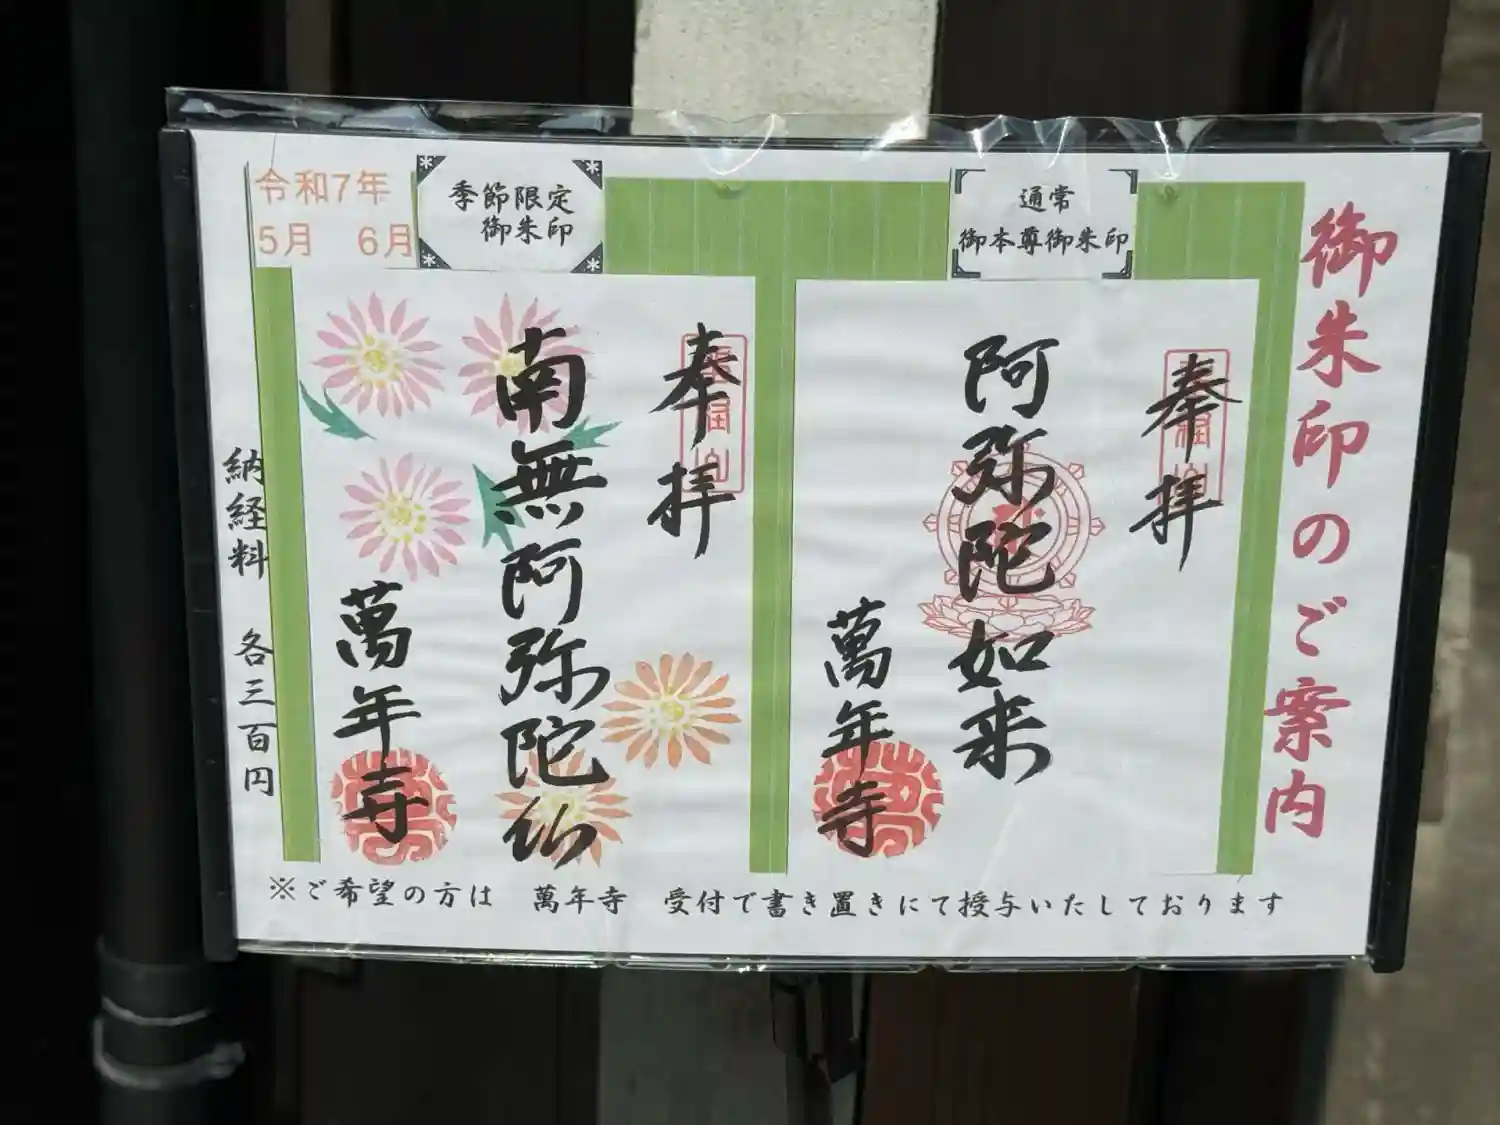 御朱印のご案内
通常
御本尊御朱印
奉拝
阿弥陀如来
萬年寺
季節限定
御朱印
令和7年
5月 6月
奉拝
南無阿弥陀仏
萬年寺
納経料 各三百円
※ご希望の方は 萬年寺 受付で書き置きにて授与いたしております